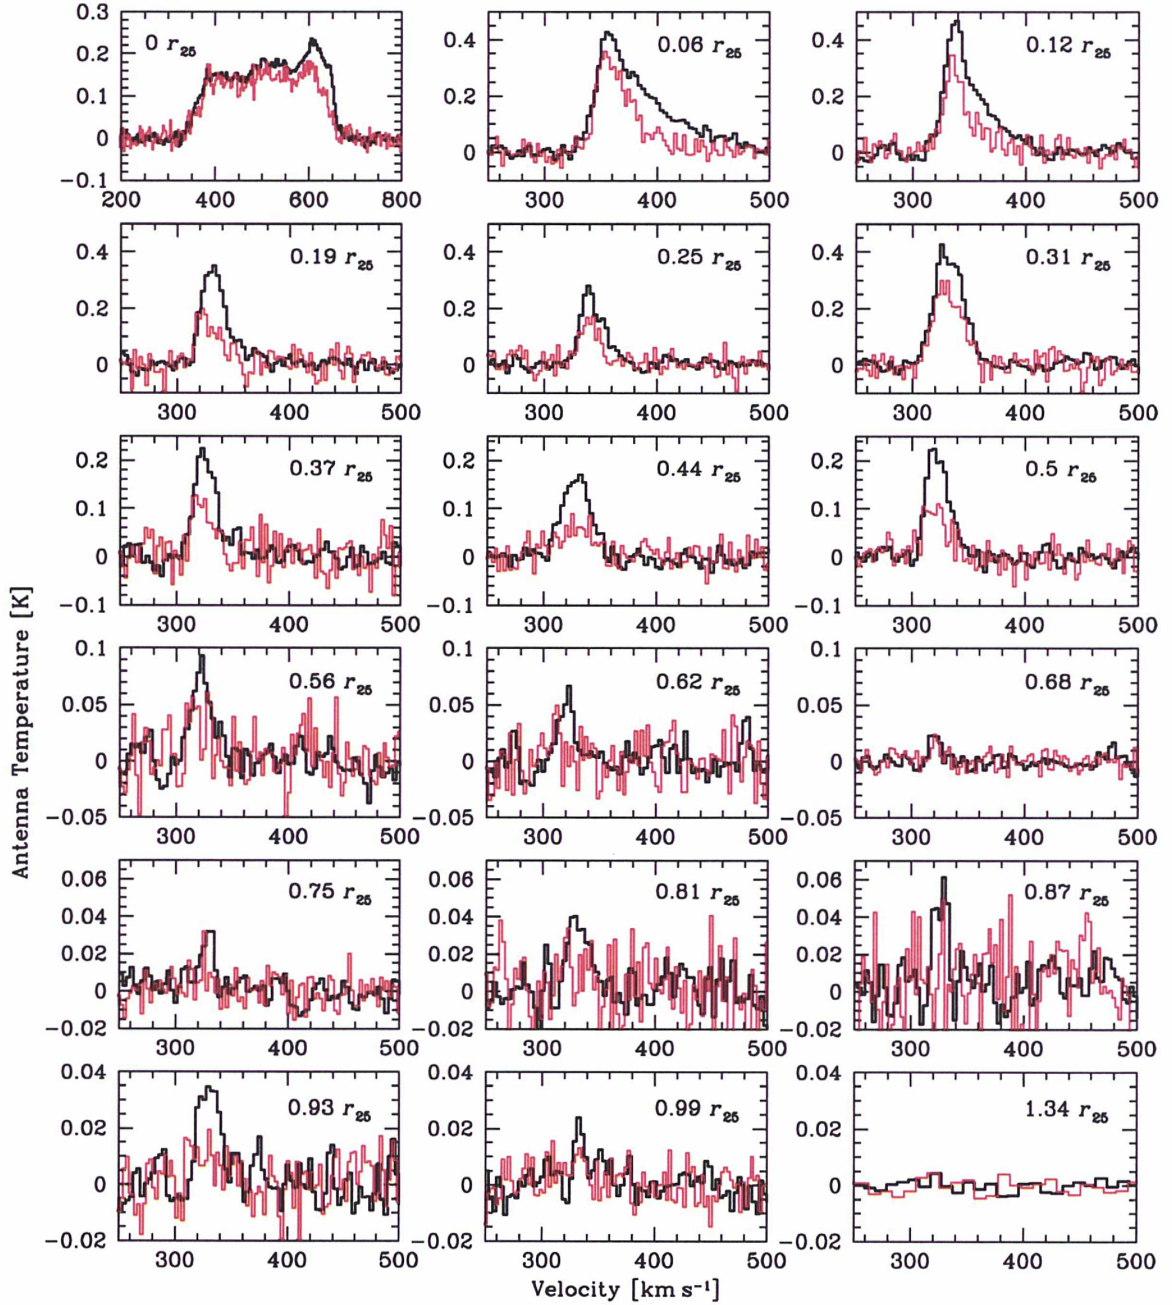 0.3
0.2
0.1
0
−0.1
0 r25
200 400 600 800
0.4
0.2
0
0.06 r25
300 400 500
0.4
0.2
0
0.12 r25
300 400 500
0.4
0.2
0
0.19 r25
300 400 500
0.4
0.2
0
0.25 r25
300 400 500
0.4
0.2
0
0.31 r25
300 400 500
0.2
0.1
0
−0.1
0.37 r25
300 400 500
0.2
0.1
0
−0.1
0.44 r25
300 400 500
0.2
0.1
0
−0.1
0.5 r25
300 400 500
Antenna Temperature [K]
0.1
0.05
0
−0.05
0.56 r25
300 400 500
0.1
0.05
0
−0.05
0.62 r25
300 400 500
0.1
0.05
0
−0.05
0.68 r25
300 400 500
0.06
0.04
0.02
0
−0.02
0.75 r25
300 400 500
0.06
0.04
0.02
0
−0.02
0.81 r25
300 400 500
0.06
0.04
0.02
0
−0.02
0.87 r25
300 400 500
0.04
0.02
0
−0.02
0.93 r25
300 400 500
0.04
0.02
0
−0.02
0.99 r25
300 400 500
0.04
0.02
0
−0.02
1.34 r25
300 400 500
Velocity [km s−1]